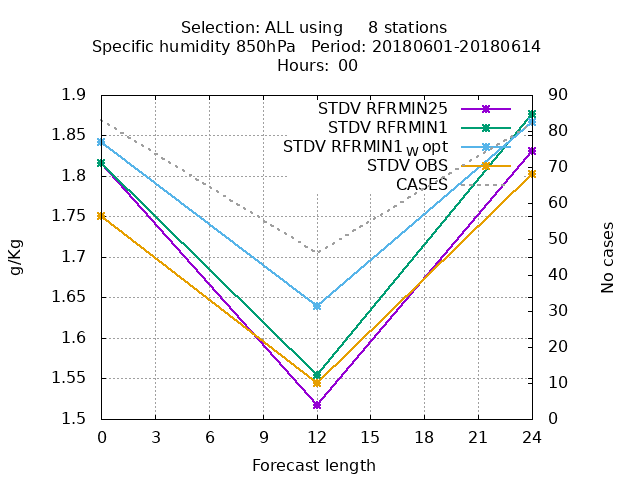 Selection: ALL using     8 stations
Specific humidity 850hPa   Period: 20180601-20180614
Hours:  00
1.9
1.85
1.8
1.75
1.7
1.65
1.6
1.55
1.5
g/Kg
STDV RFRMIN25
STDV RFRMIN1
STDV RFRMIN1 W opt
STDV OBS
CASES
90
80
70
60
50
40
30
20
10
0
No cases
0 3 6 9 12 15 18 21 24
Forecast length